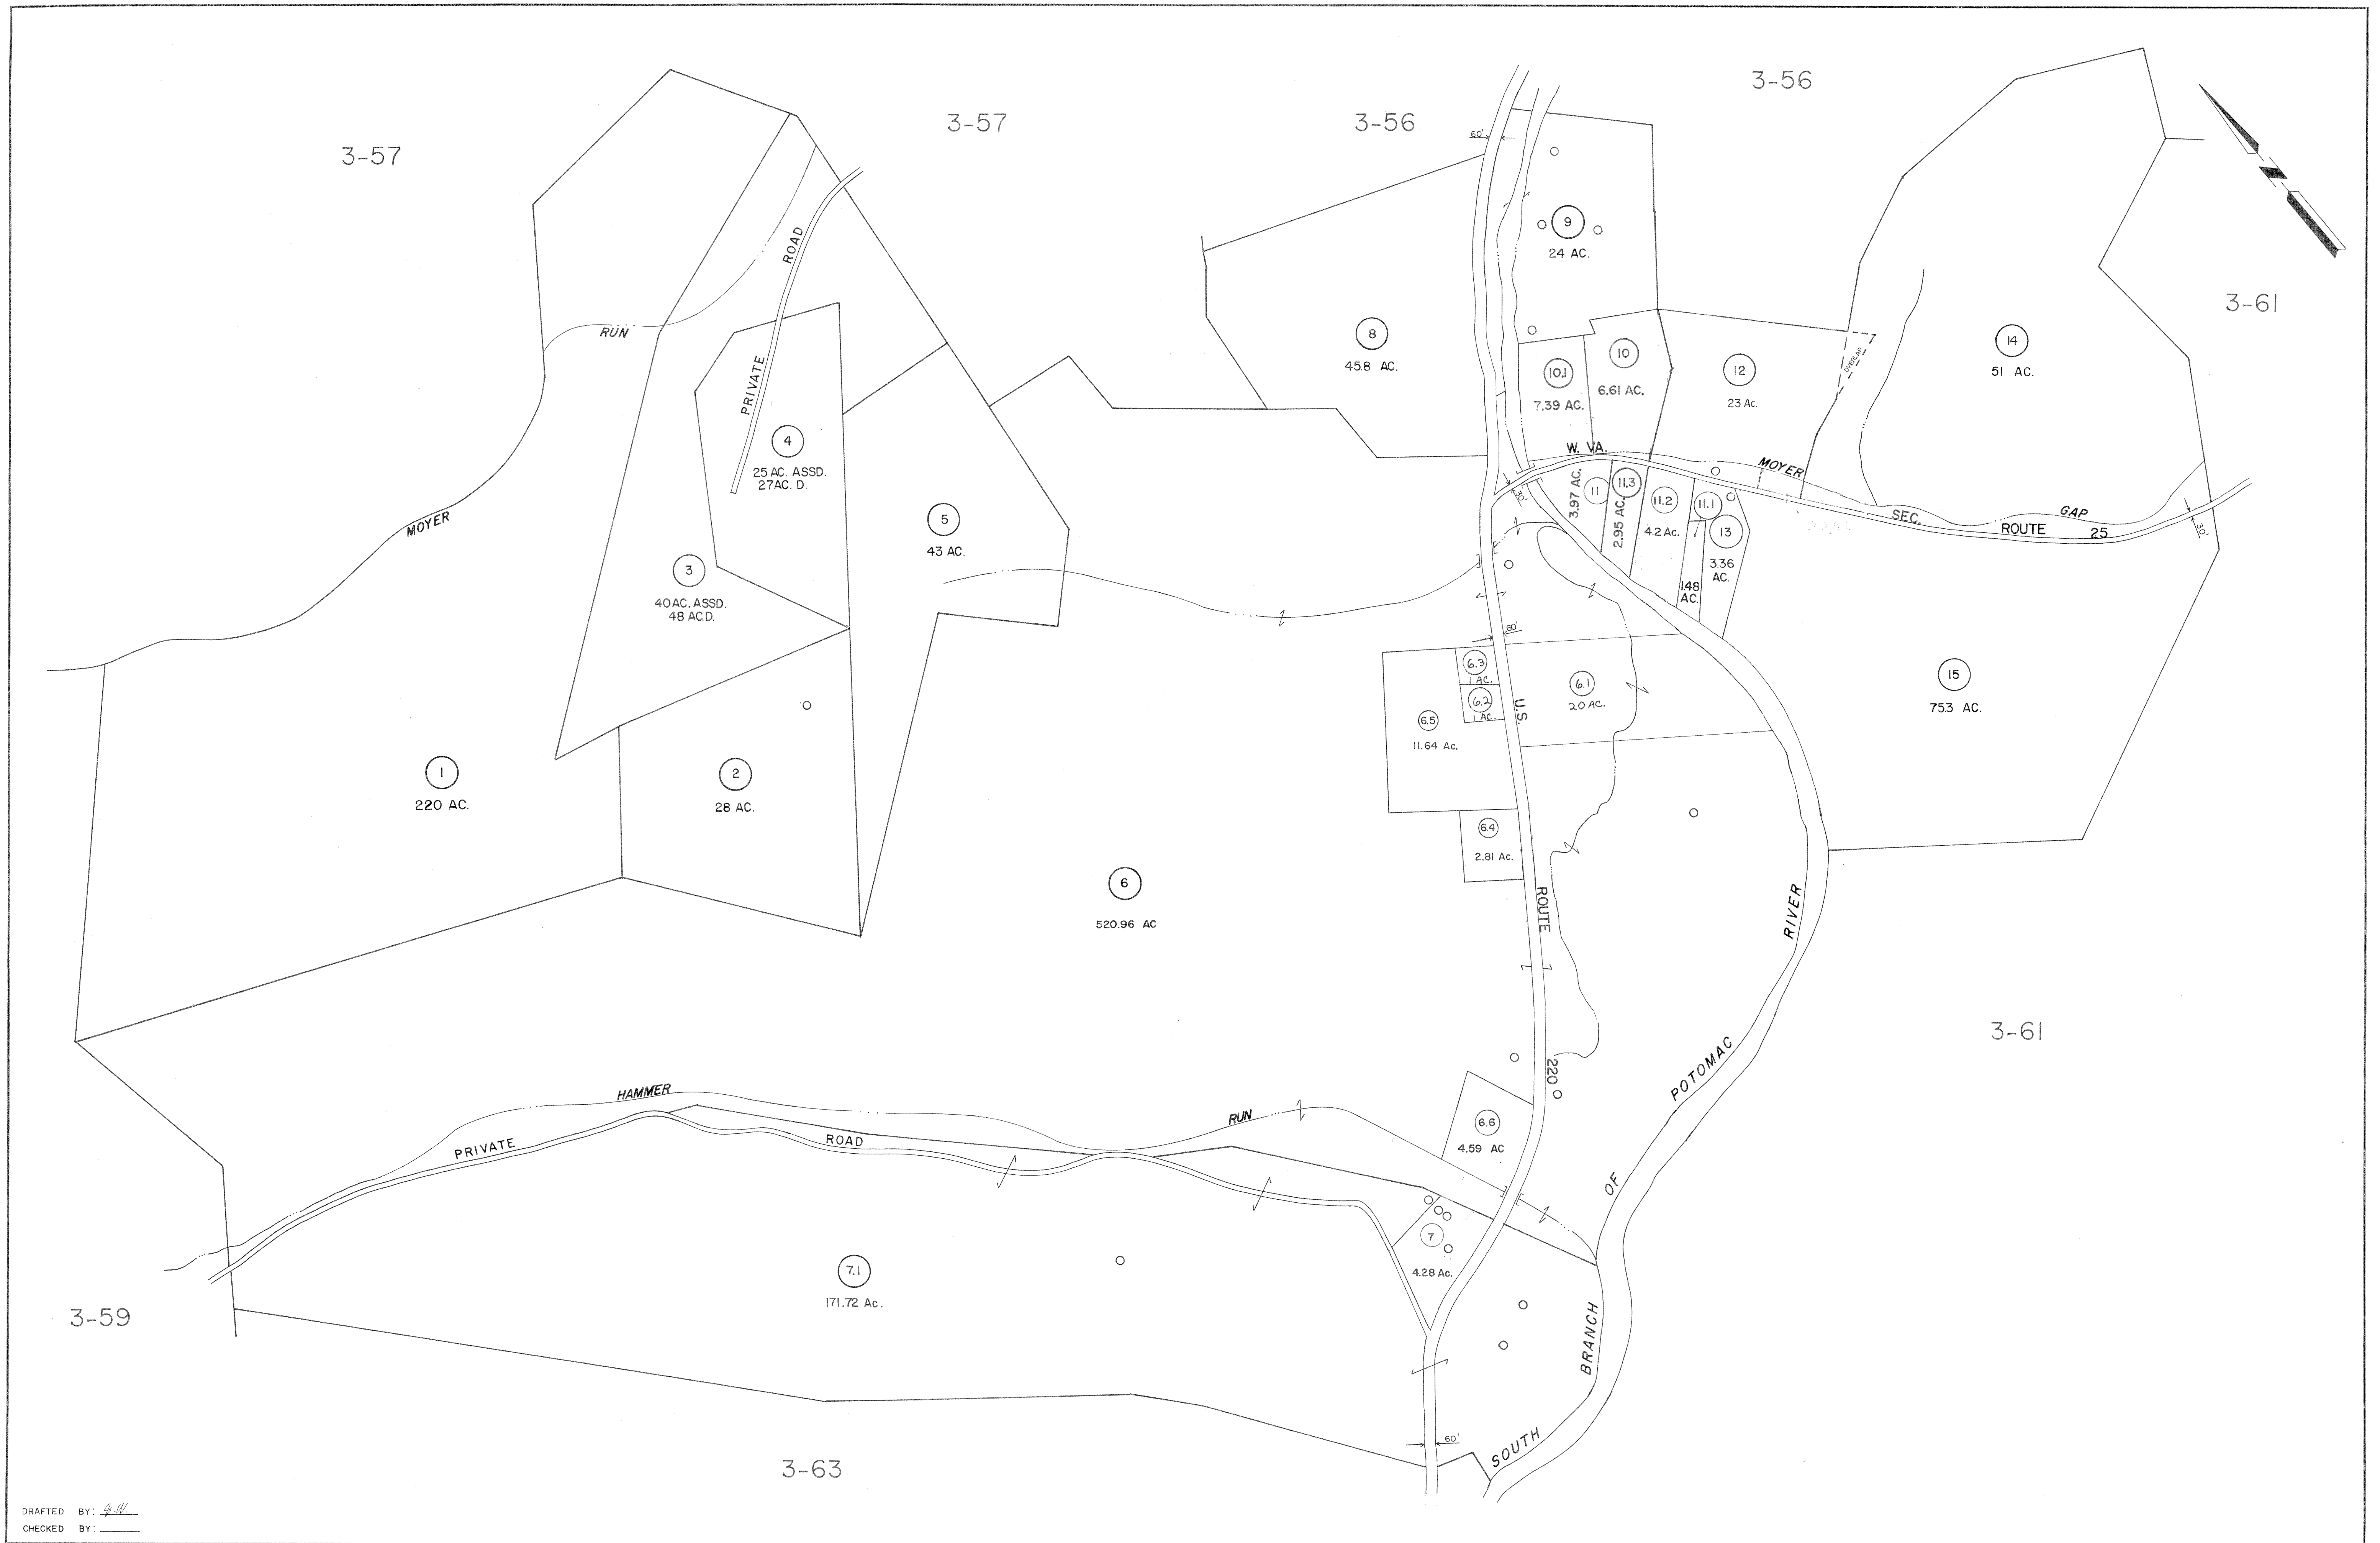 3-56
3-57
3-56
3-57
60'
9
24 AC.
ROAD
3-61
RUN
8
45.8 AC.
14
51 AC.
OVERLAP
10
6.61 AC.
10.1
7.39 AC.
12
23 Ac.
PRIVATE
4
25 AC. ASSD.
27 AC. D.
W. VA.
MOYER
SEC.
GAP
ROUTE 25
30'
30'
11
3.97 AC.
11.3
2.95 AC.
11.2
4.2 Ac.
11.1
1.48
AC.
13
3.36
AC.
MOYER
5
43 AC.
3
40 AC. ASSD.
48 AC.D.
60'
6.3
1 AC.
6.2
1 AC.
6.1
20 AC.
U.S.
6.5
11.64 Ac.
15
75.3 AC.
1
220 AC.
2
28 AC.
6.4
2.81 Ac.
6
520.96 AC
ROUTE
RIVER
3-61
220
POTOMAC
HAMMER
RUN
6.6
4.59 AC
PRIVATE
ROAD
OF
7
4.28 Ac.
7.1
171.72 Ac.
3-59
BRANCH
60'
SOUTH
3-63
DRAFTED BY: G.W.
CHECKED BY: